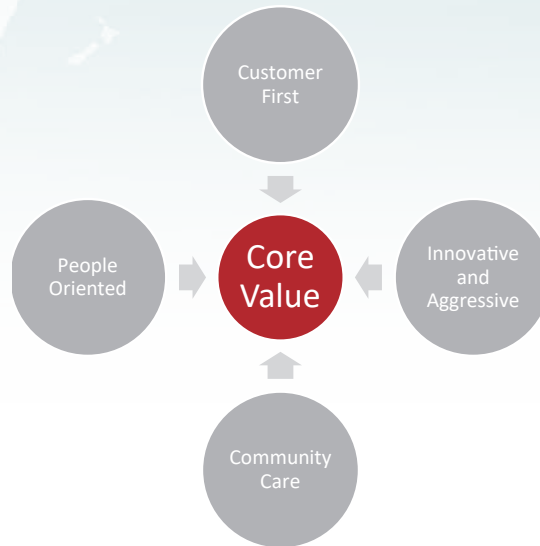 Customer
First
People
Oriented
Core
Value
Innovative
and
Aggressive
Community
Care